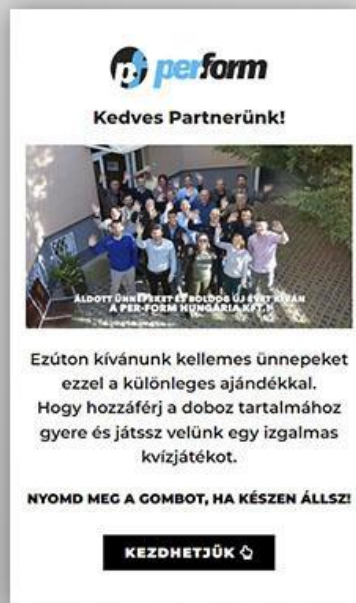 p.f per.form
Kedves Partnerünk!
ÁLDOTT ÜNNEPEKET ÉS BOLDOG ÚJ ÉVET KÍVÁN
A PER-FORM HUNGÁRIA KFT.!
Ezúton kívánunk kellemes ünnepeket
ezzel a különleges ajándékkal.
Hogy hozzáférj a doboz tartalmához
gyere és játssz velünk egy izgalmas
kvízjátékot.
NYOMD MEG A GOMBOT, HA KÉSZEN ÁLLSZ!
KEZDHETJÜK